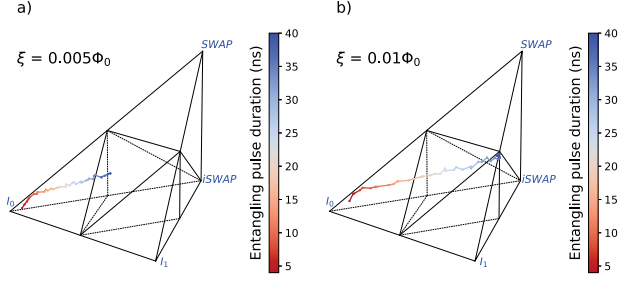 a)
ξ = 0.005Φ₀
SWAP
iSWAP
I₀
I₁
40
35
30
25
20
15
10
5
Entangling pulse duration (ns)
b)
ξ = 0.01Φ₀
SWAP
iSWAP
I₀
I₁
40
35
30
25
20
15
10
5
Entangling pulse duration (ns)